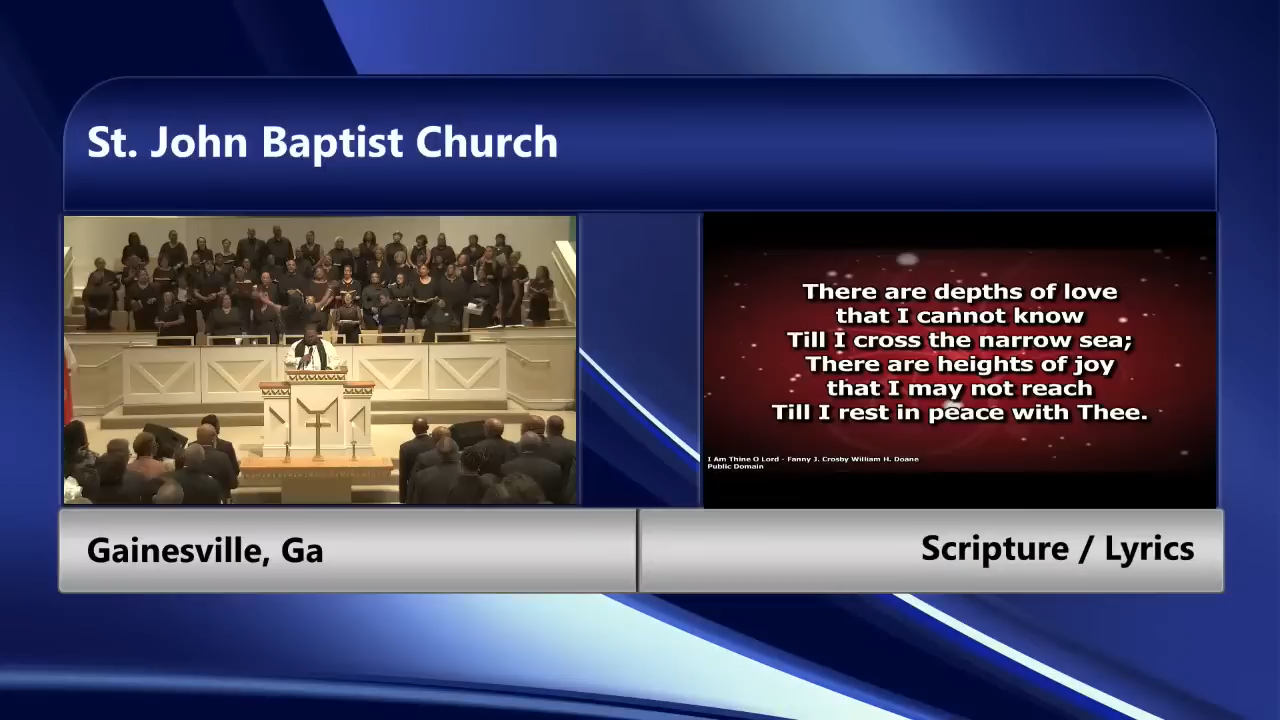 St. John Baptist Church
There are depths of love
that I cannot know
Till I cross the narrow sea;
There are heights of joy
that I may not reach
Till I rest in peace with Thee.
I Am Thine O Lord - Fanny J. Crosby William H. Doane
Public Domain
Gainesville, Ga
Scripture / Lyrics